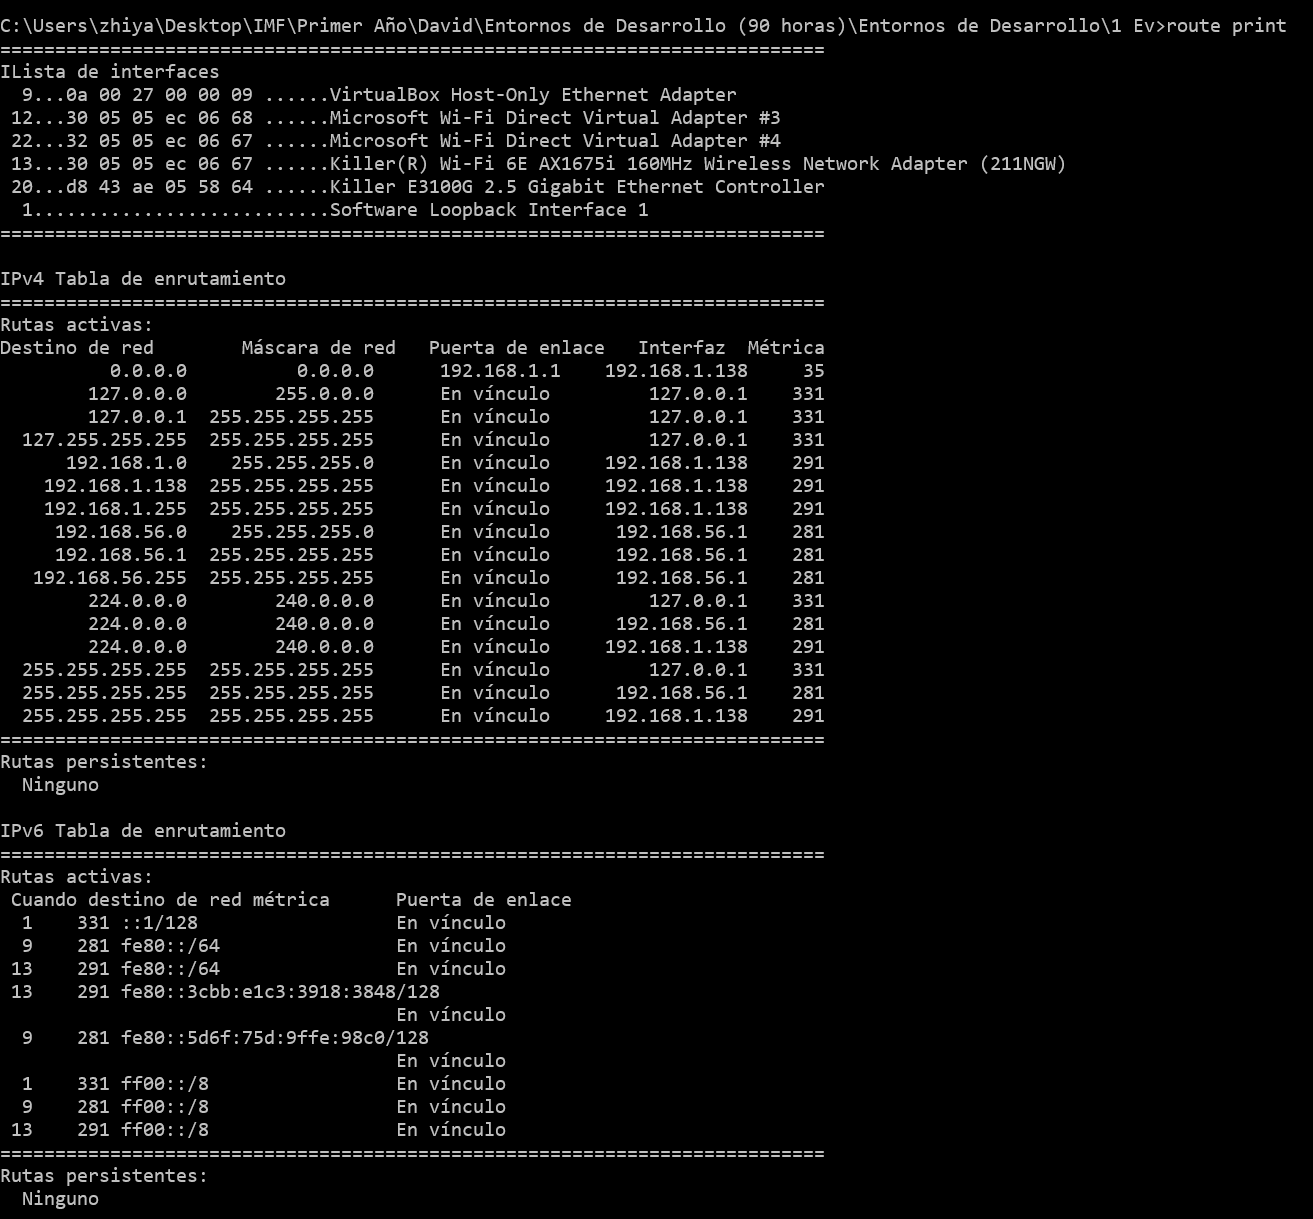 C:\Users\zhiya\Desktop\IMF\Primer Año\David\Entornos de Desarrollo (90 horas)\Entornos de Desarrollo\1 Ev>route print
===========================================================================
ILista de interfaces
  9...0a 00 27 00 00 09 ......VirtualBox Host-Only Ethernet Adapter
 12...30 05 05 ec 06 68 ......Microsoft Wi-Fi Direct Virtual Adapter #3
 22...32 05 05 ec 06 67 ......Microsoft Wi-Fi Direct Virtual Adapter #4
 13...30 05 05 ec 06 67 ......Killer(R) Wi-Fi 6E AX1675i 160MHz Wireless Network Adapter (211NGW)
 20...d8 43 ae 05 58 64 ......Killer E3100G 2.5 Gigabit Ethernet Controller
  1...........................Software Loopback Interface 1
===========================================================================

IPv4 Tabla de enrutamiento
===========================================================================
Rutas activas:
Destino de red        Máscara de red   Puerta de enlace   Interfaz  Métrica
          0.0.0.0          0.0.0.0      192.168.1.1    192.168.1.138     35
        127.0.0.0        255.0.0.0      En vínculo         127.0.0.1    331
        127.0.0.1  255.255.255.255      En vínculo         127.0.0.1    331
  127.255.255.255  255.255.255.255      En vínculo         127.0.0.1    331
      192.168.1.0    255.255.255.0      En vínculo     192.168.1.138    291
    192.168.1.138  255.255.255.255      En vínculo     192.168.1.138    291
    192.168.1.255  255.255.255.255      En vínculo     192.168.1.138    291
     192.168.56.0    255.255.255.0      En vínculo      192.168.56.1    281
     192.168.56.1  255.255.255.255      En vínculo      192.168.56.1    281
   192.168.56.255  255.255.255.255      En vínculo      192.168.56.1    281
        224.0.0.0        240.0.0.0      En vínculo         127.0.0.1    331
        224.0.0.0        240.0.0.0      En vínculo      192.168.56.1    281
        224.0.0.0        240.0.0.0      En vínculo     192.168.1.138    291
  255.255.255.255  255.255.255.255      En vínculo         127.0.0.1    331
  255.255.255.255  255.255.255.255      En vínculo      192.168.56.1    281
  255.255.255.255  255.255.255.255      En vínculo     192.168.1.138    291
===========================================================================
Rutas persistentes:
  Ninguno

IPv6 Tabla de enrutamiento
===========================================================================
Rutas activas:
 Cuando destino de red métrica      Puerta de enlace
  1    331 ::1/128                  En vínculo
  9    281 fe80::/64                En vínculo
 13    291 fe80::/64                En vínculo
 13    291 fe80::3cbb:e1c3:3918:3848/128
                                    En vínculo
  9    281 fe80::5d6f:75d:9ffe:98c0/128
                                    En vínculo
  1    331 ff00::/8                 En vínculo
  9    281 ff00::/8                 En vínculo
 13    291 ff00::/8                 En vínculo
===========================================================================
Rutas persistentes:
  Ninguno